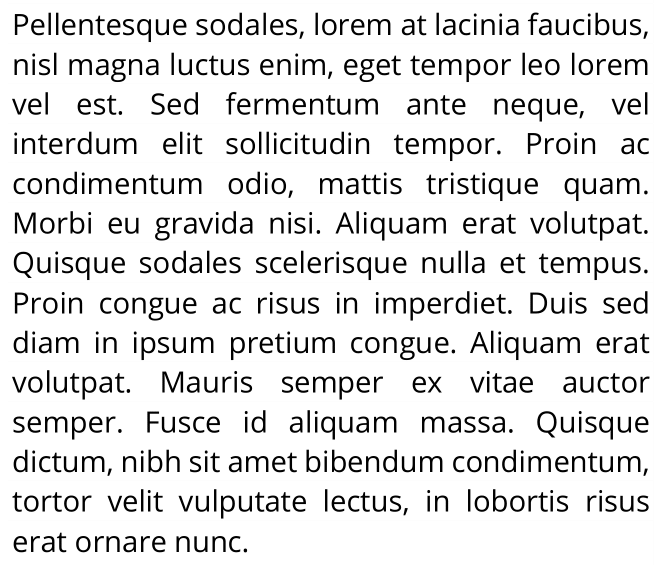 Pellentesque sodales, lorem at lacinia faucibus,
nisl magna luctus enim, eget tempor leo lorem
vel est. Sed fermentum ante neque, vel
interdum elit sollicitudin tempor. Proin ac
condimentum odio, mattis tristique quam.
Morbi eu gravida nisi. Aliquam erat volutpat.
Quisque sodales scelerisque nulla et tempus.
Proin congue ac risus in imperdiet. Duis sed
diam in ipsum pretium congue. Aliquam erat
volutpat. Mauris semper ex vitae auctor
semper. Fusce id aliquam massa. Quisque
dictum, nibh sit amet bibendum condimentum,
tortor velit vulputate lectus, in lobortis risus
erat ornare nunc.